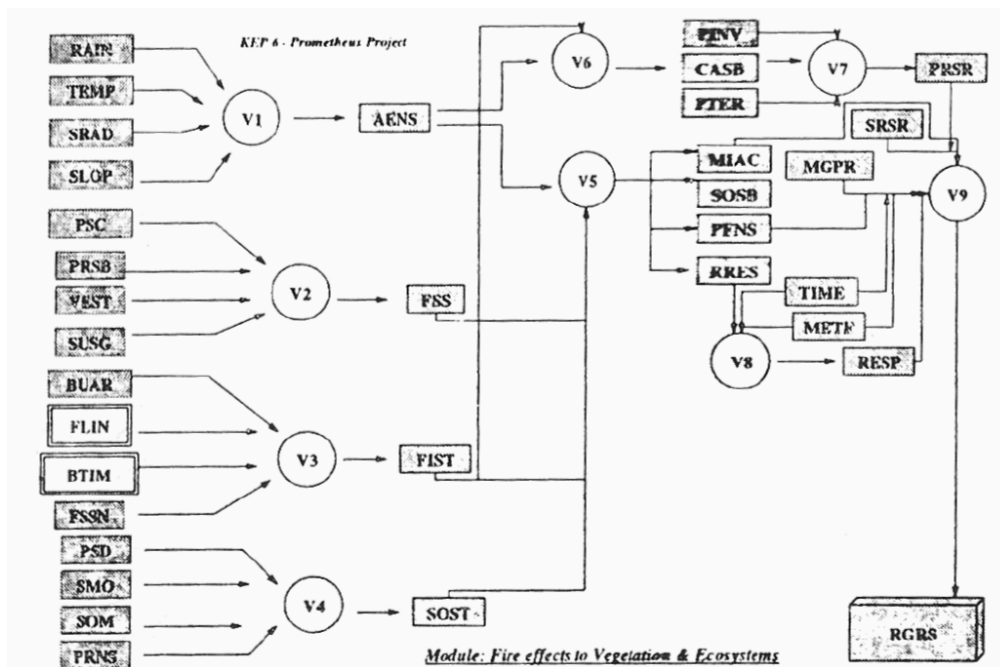 KEP 6 - Prometheus Project
RAIN
TEMP
SRAD
SLOP
V1
AENS
PSC
PRSB
VEST
SUSG
V2
FSS
BUAR
FLIN
BTIM
FSSN
V3
FIST
PSD
SMO
SOM
PRNS
V4
SOST
V6
V5
PINV
CASB
PTER
V7
PRSR
SRSR
MIAC
MGPR
SOSB
PFNS
RRES
V9
TIME
METF
V8
RESP
RGRS
Module: Fire effects to Vegetation & Ecosystems